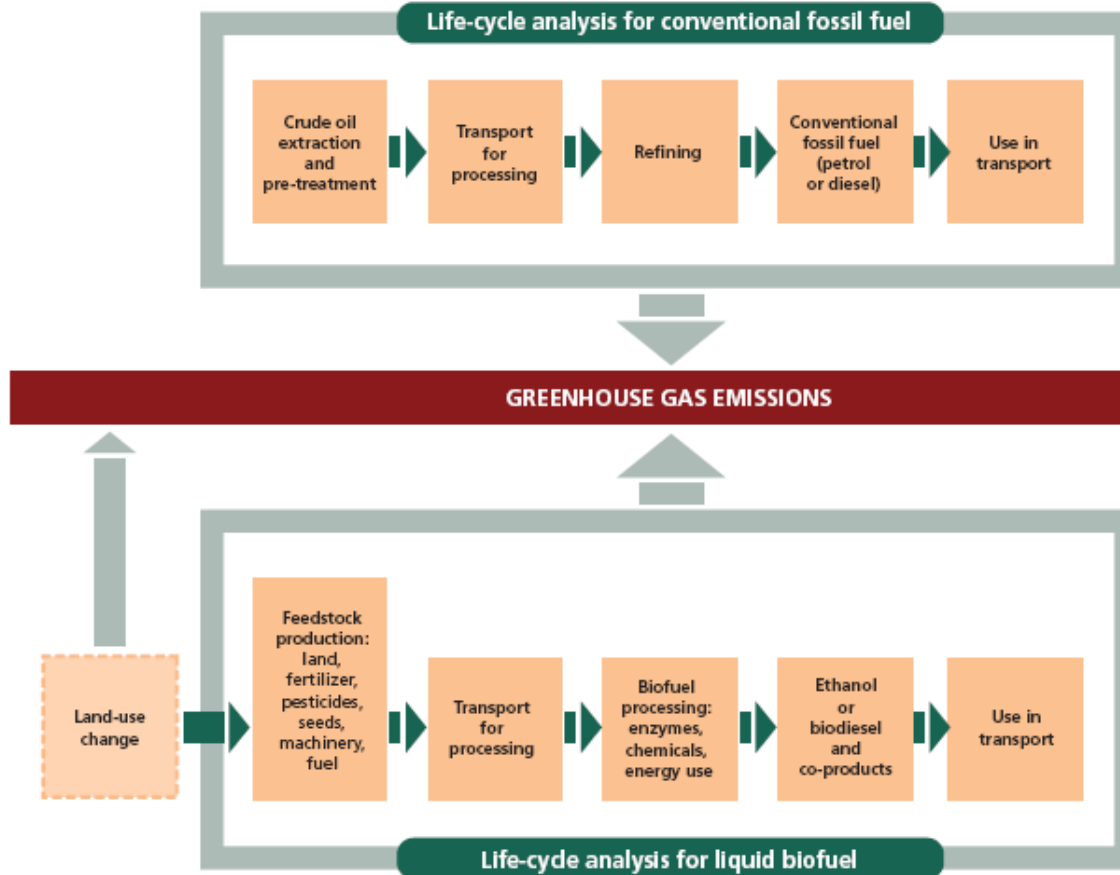 Life-cycle analysis for conventional fossil fuel
Crude oil
extraction
and
pre-treatment
Transport
for
processing
Refining
Conventional
fossil fuel
(petrol
or diesel)
Use in
transport
GREENHOUSE GAS EMISSIONS
Land-use
change
Feedstock
production:
land,
fertilizer,
pesticides,
seeds,
machinery,
fuel
Transport
for
processing
Biofuel
processing:
enzymes,
chemicals,
energy use
Ethanol
or
biodiesel
and
co-products
Use in
transport
Life-cycle analysis for liquid biofuel